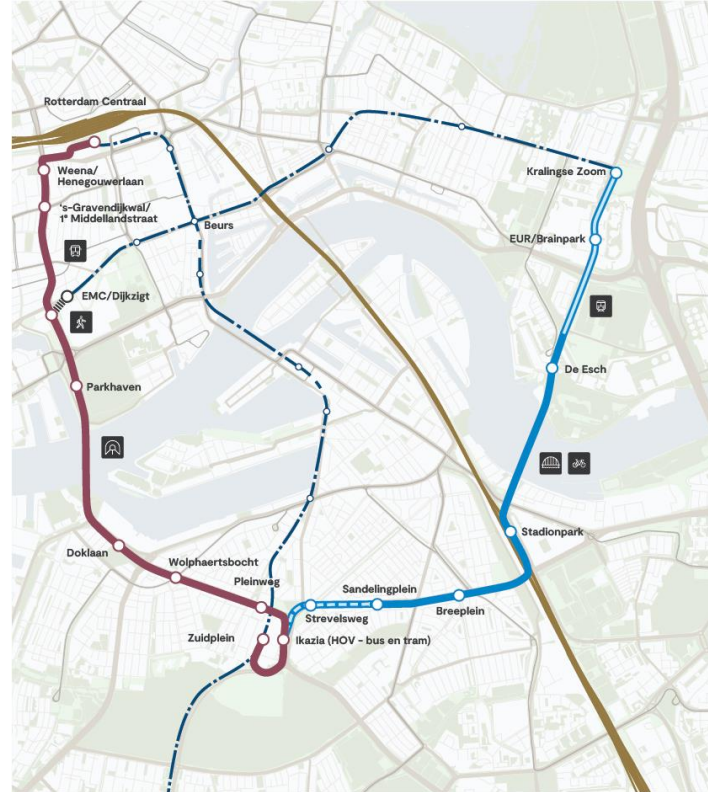 Rotterdam Centraal
Weena/
Henegouwerlaan
's-Gravendijkwal/
1e Middellandstraat
Beurs
EMC/Dijkzigt
Parkhaven
Kralingse Zoom
EUR/Brainpark
De Esch
Stadionpark
Doklaan
Wolphaertsbocht
Pleinweg
Sandelingplein
Breeplein
Strevelsweg
Zuidplein
Ikazia (HOV - bus en tram)